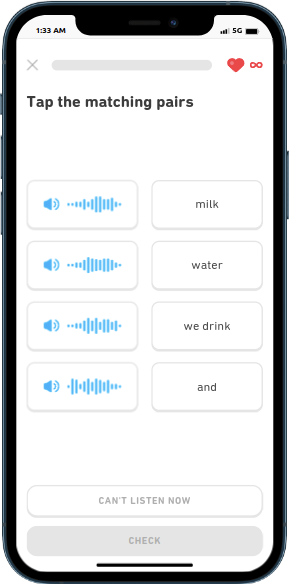 1:33 AM
5G
Tap the matching pairs
milk
water
we drink
and
CAN'T LISTEN NOW
CHECK